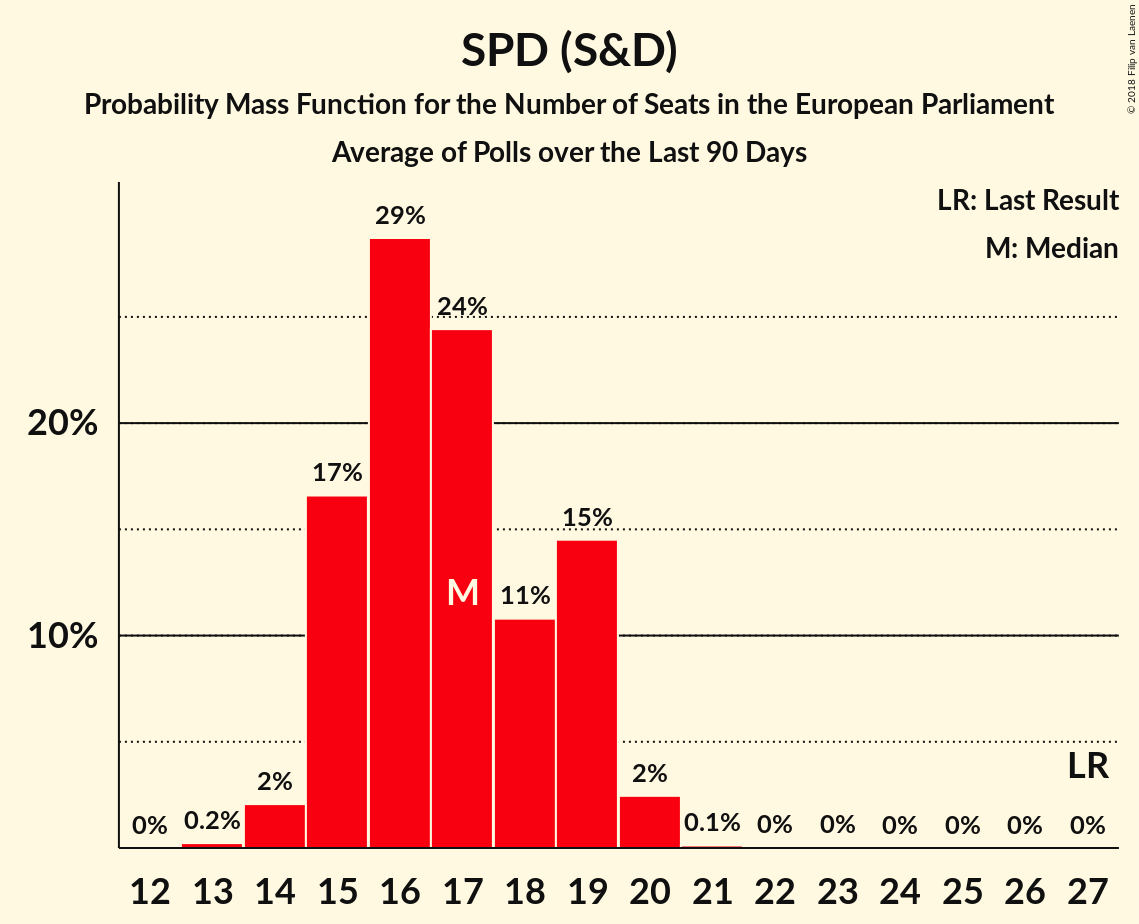 SPD (S&D)
Probability Mass Function for the Number of Seats in the European Parliament
Average of Polls over the Last 90 Days
© 2018 Filip van Laenen
LR: Last Result
M: Median
29%
24%
20%
17%
15%
M
11%
10%
LR
2%
2%
0%
0.2%
0.1%
0%
0%
0%
0%
0%
0%
12 13 14 15 16 17 18 19 20 21 22 23 24 25 26 27